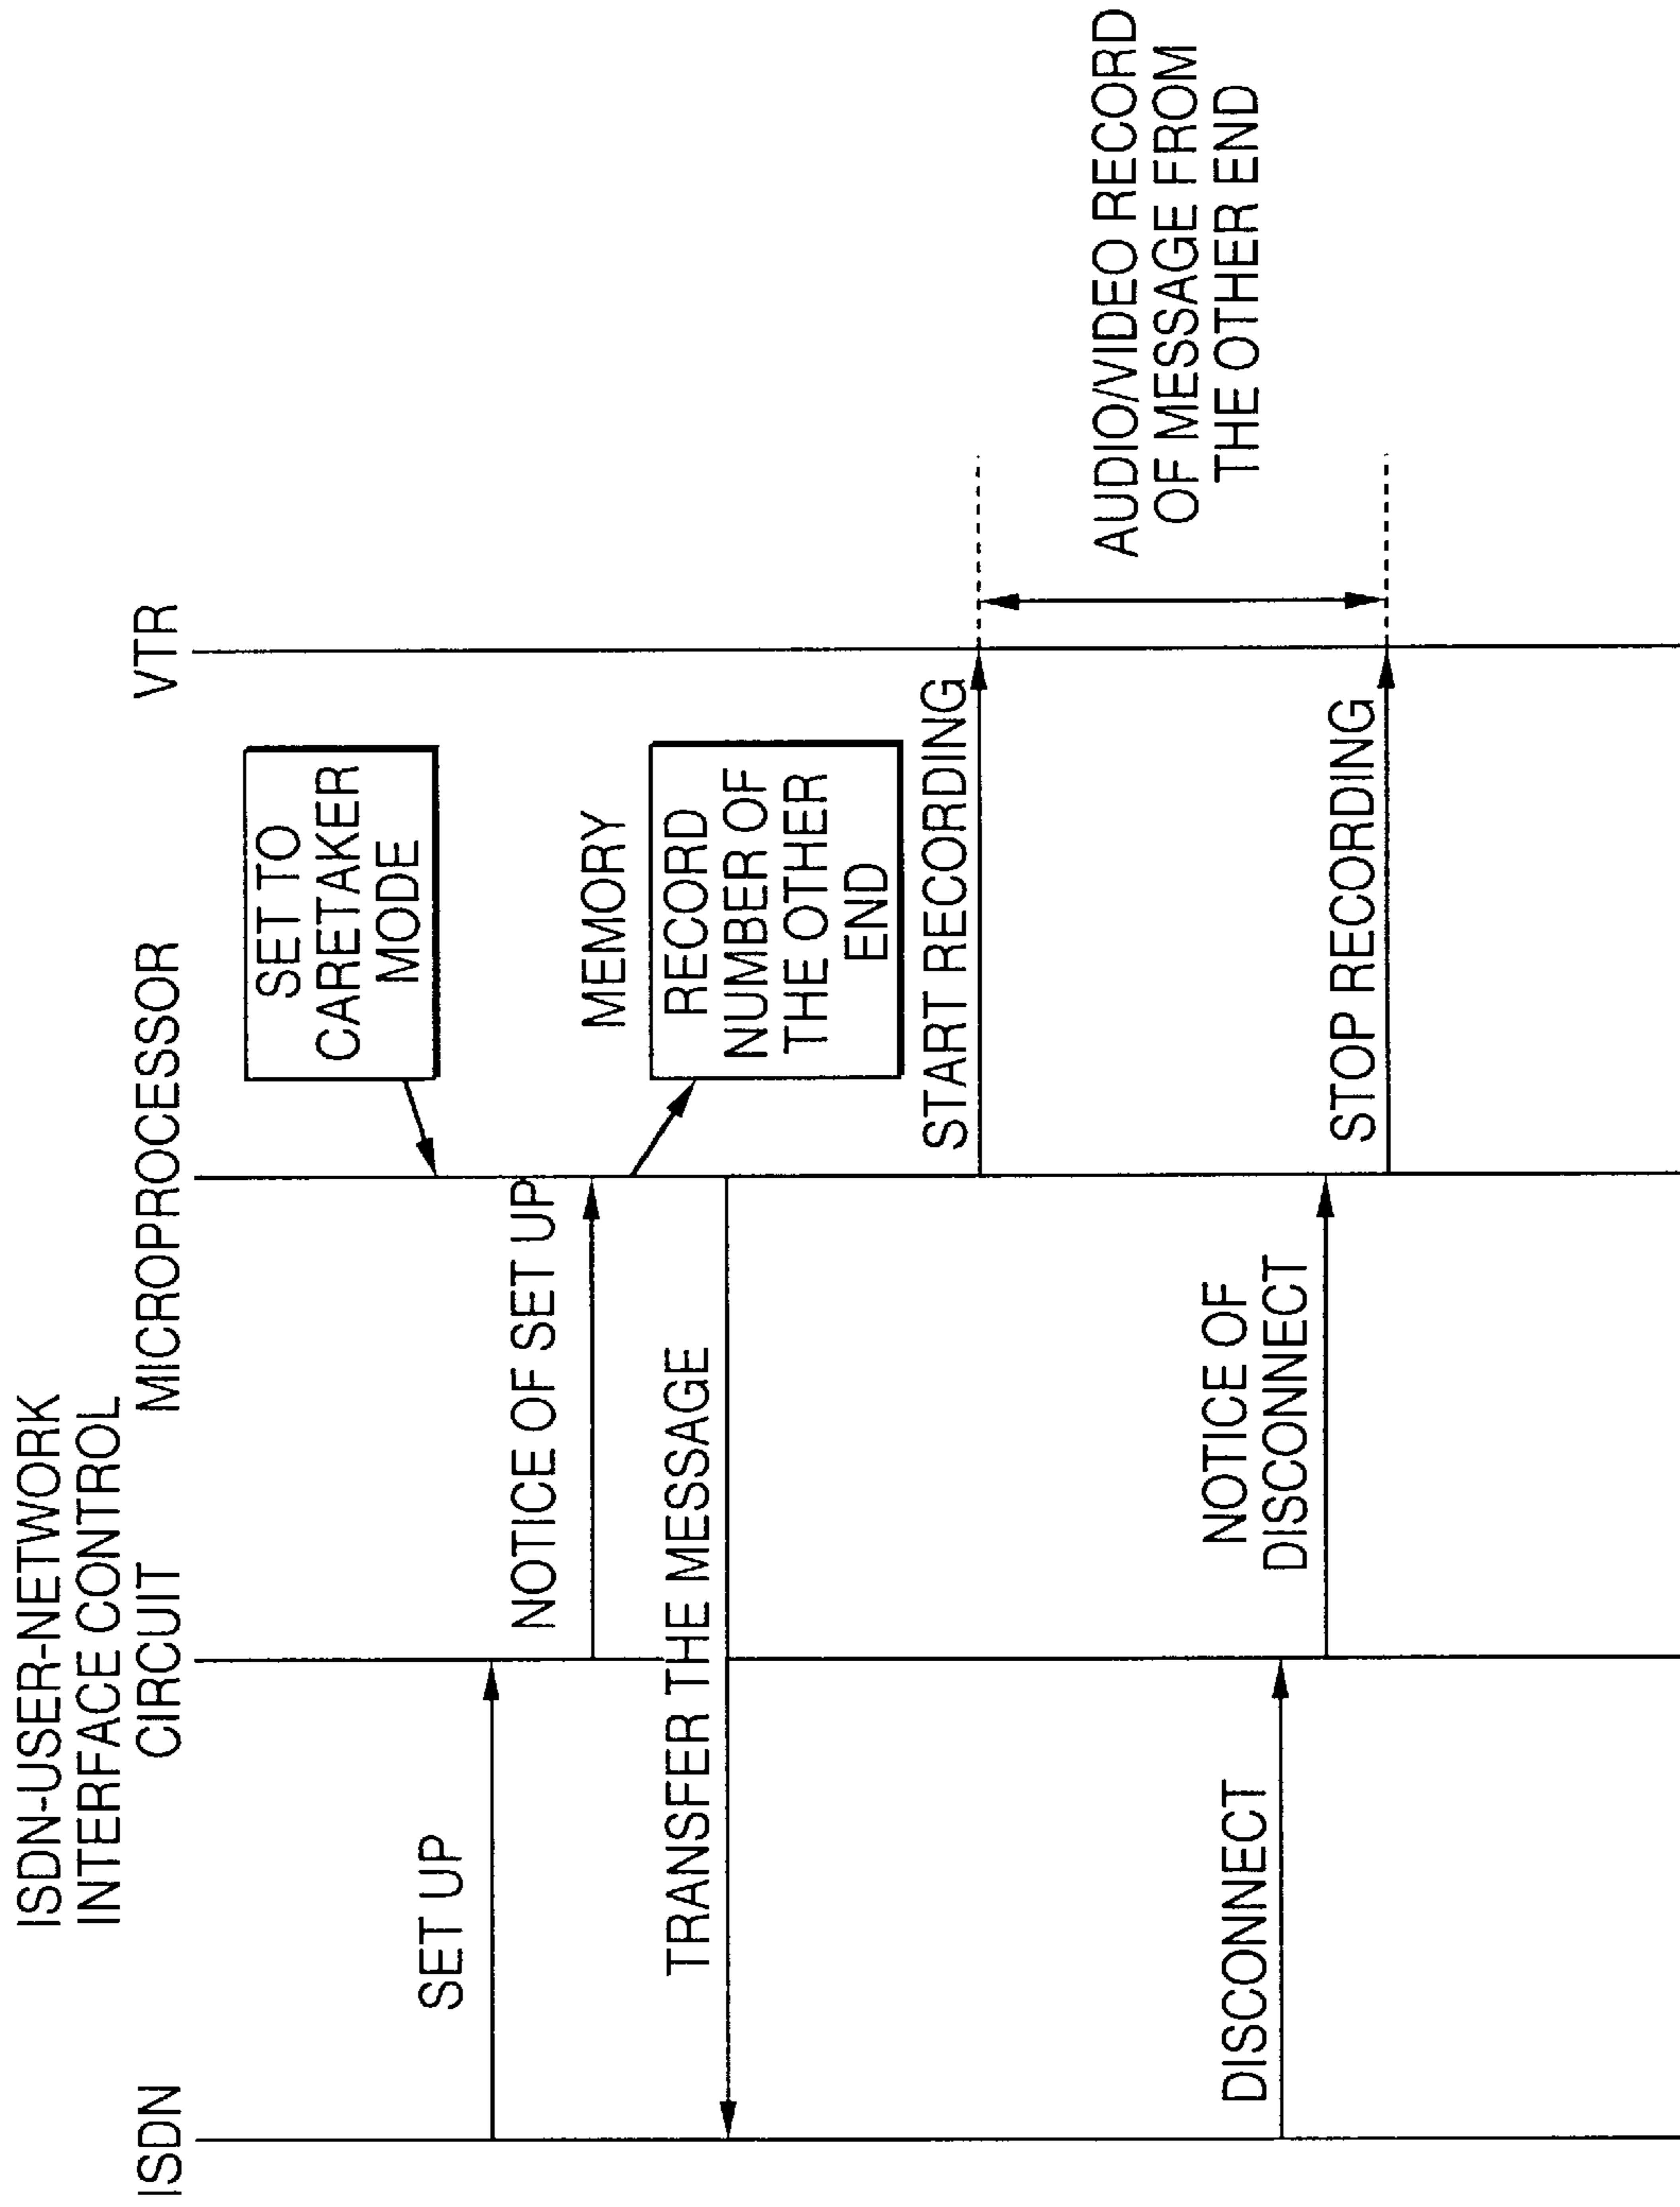 ISDN
ISDN-USER-NETWORK
INTERFACE CONTROL
CIRCUIT
MICROPROCESSOR
VTR
SET TO
CARETAKER
MODE
SET UP
NOTICE OF SET UP
MEMORY
RECORD
NUMBER OF
THE OTHER
END
TRANSFER THE MESSAGE
START RECORDING
AUDIO/VIDEO RECORD
OF MESSAGE FROM
THE OTHER END
DISCONNECT
NOTICE OF
DISCONNECT
STOP RECORDING